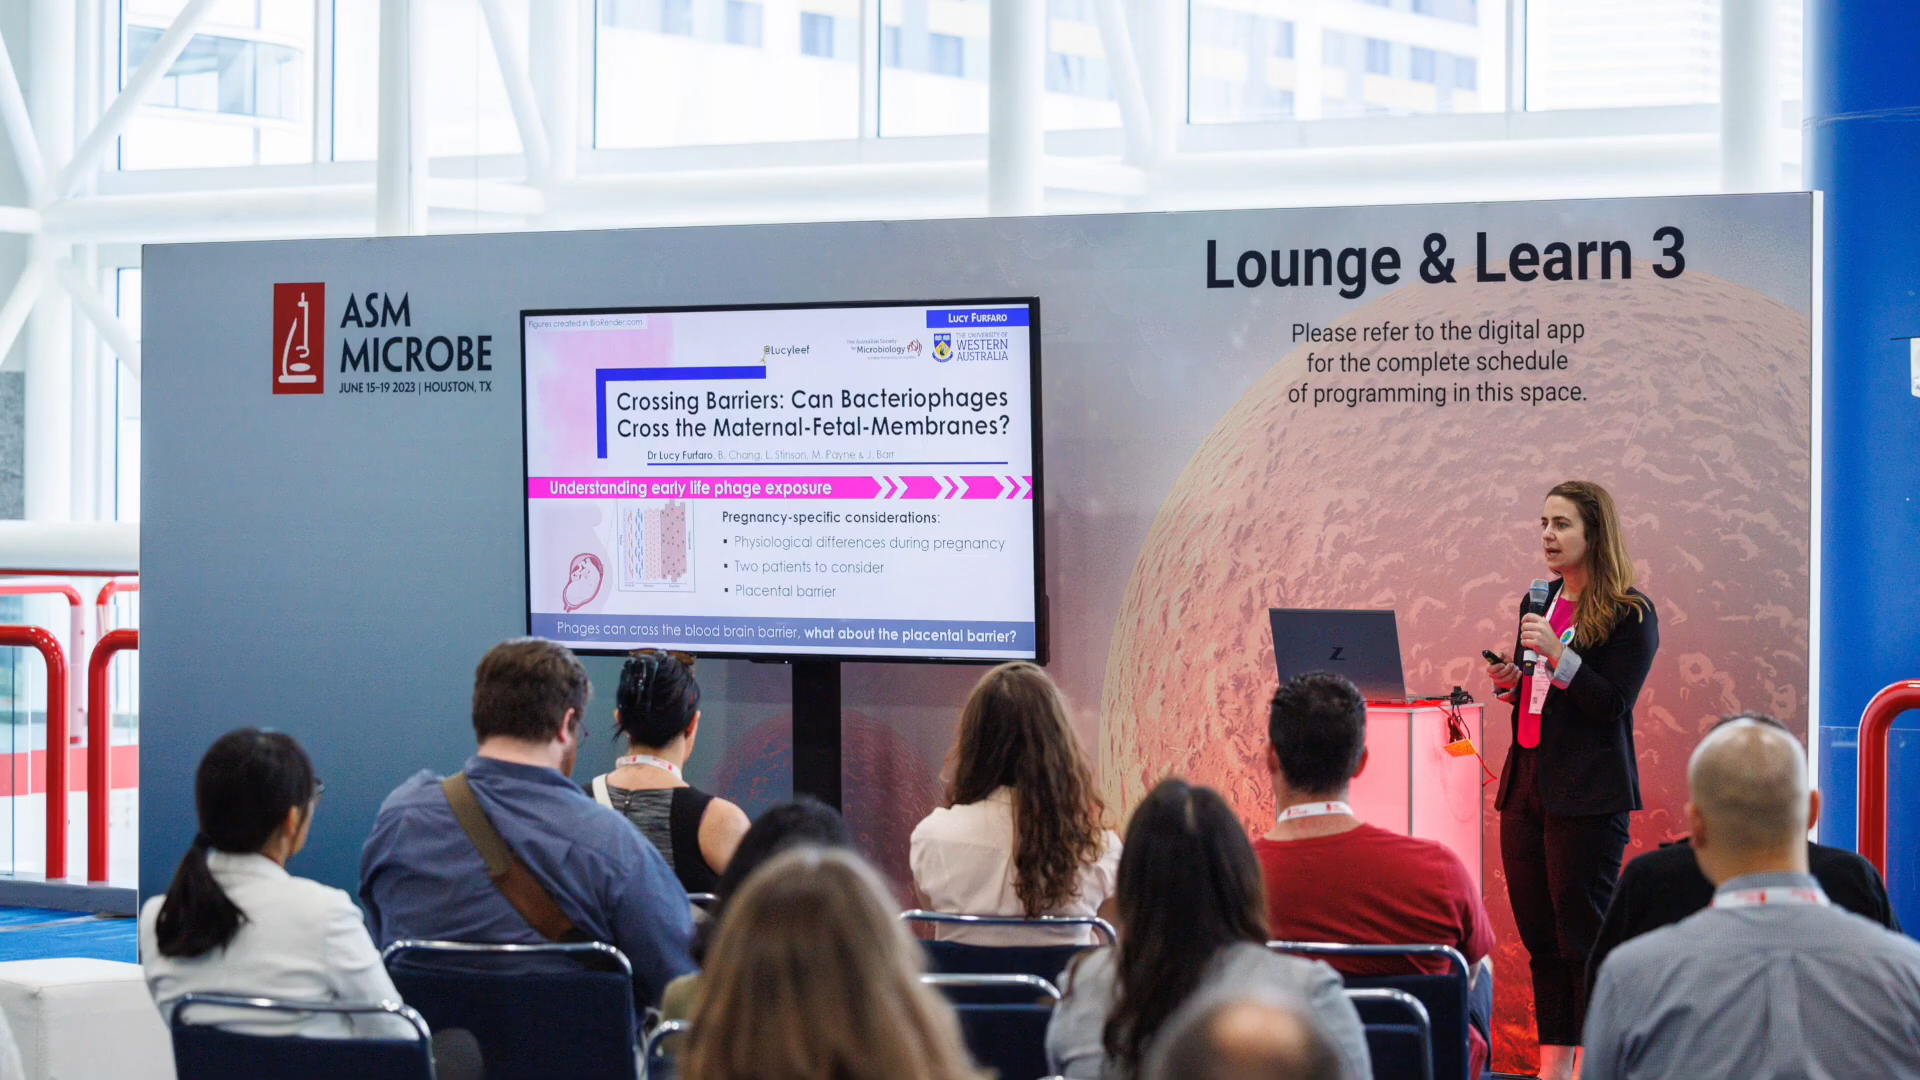 Lounge & Learn 3
Please refer to the digital app
for the complete schedule
of programming in this space.
ASM
MICROBE
JUNE 15-19 2023 | HOUSTON, TX
Figures created in BioRender.com
LUCY FURFARO
@Lucyleef
The Australian Society
for Microbiology
THE UNIVERSITY OF
WESTERN
AUSTRALIA
Crossing Barriers: Can Bacteriophages
Cross the Maternal-Fetal-Membranes?
Dr Lucy Furfaro, B. Chang, L. Stinson, M. Payne & J. Barr
Understanding early life phage exposure
Pregnancy-specific considerations:
▪ Physiological differences during pregnancy
▪ Two patients to consider
▪ Placental barrier
Phages can cross the blood brain barrier, what about the placental barrier?
Z